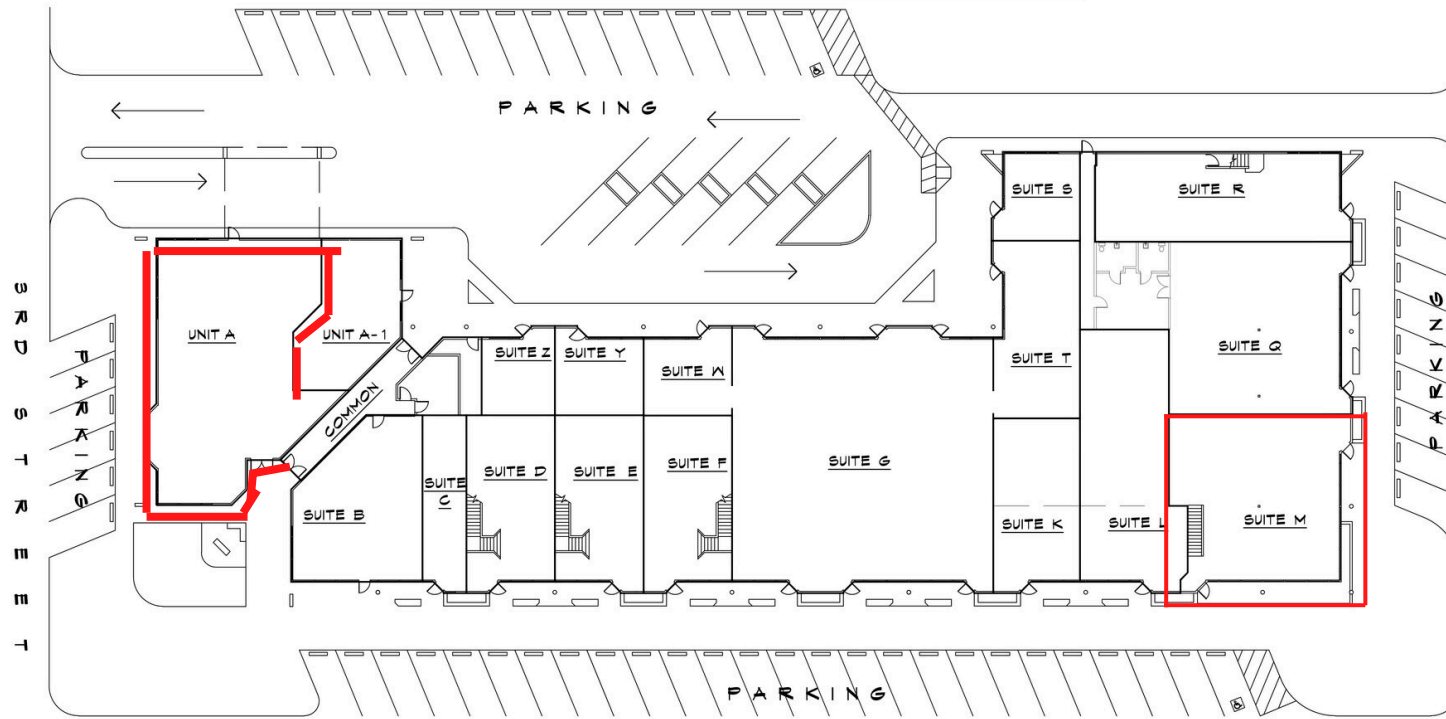 PARKING
SUITE S
SUITE R
3RD STREET
PARKING
UNIT A
UNIT A-1
COMMON
SUITE Z
SUITE Y
SUITE W
SUITE T
SUITE Q
PARKING
SUITE B
SUITE
C
SUITE D
SUITE E
SUITE F
SUITE G
SUITE K
SUITE L
SUITE M
PARKING